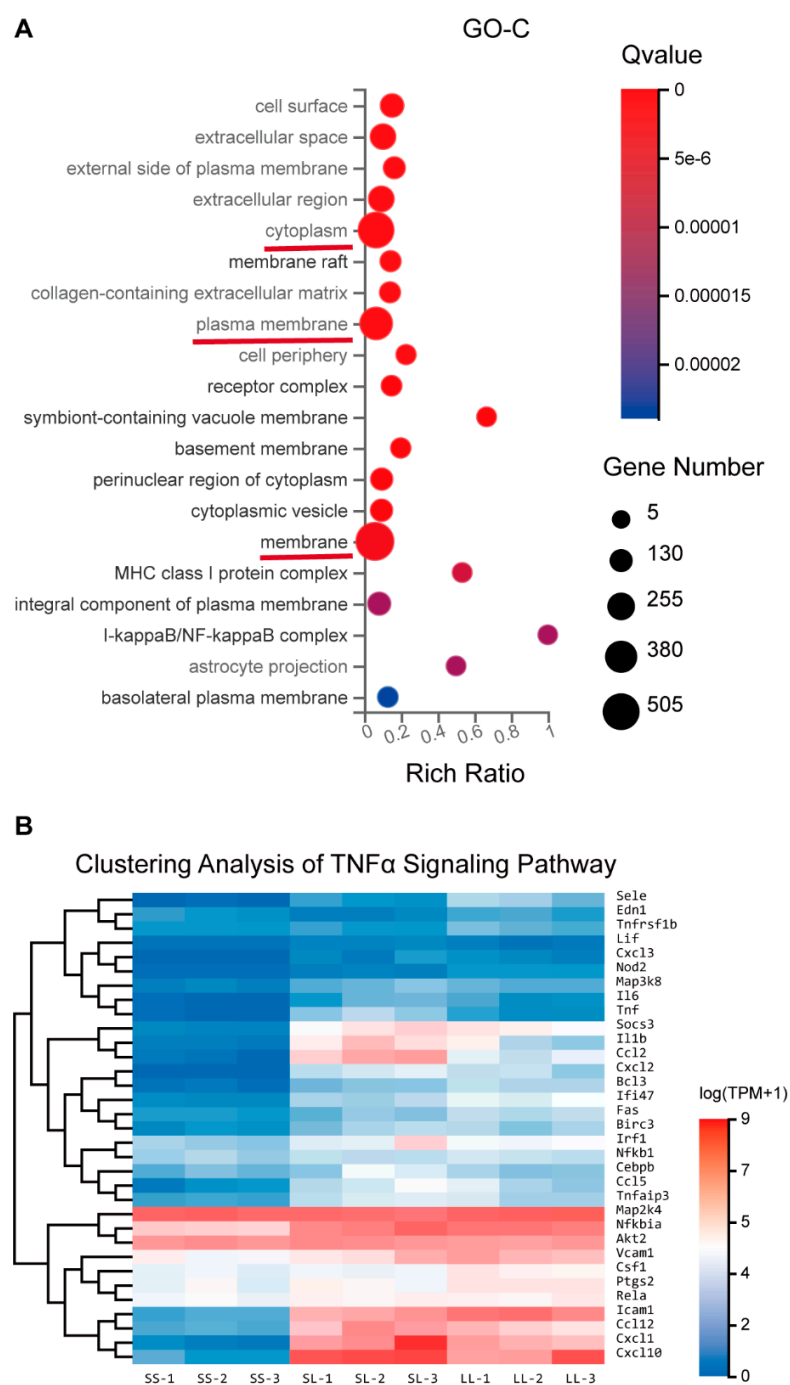 A
GO-C
Qvalue
cell surface
extracellular space
external side of plasma membrane
extracellular region
cytoplasm
membrane raft
collagen-containing extracellular matrix
plasma membrane
cell periphery
receptor complex
symbiont-containing vacuole membrane
basement membrane
perinuclear region of cytoplasm
cytoplasmic vesicle
membrane
MHC class I protein complex
integral component of plasma membrane
I-kappaB/NF-kappaB complex
astrocyte projection
basolateral plasma membrane
0 0.2 0.4 0.6 0.8 1
Rich Ratio
0
5e-6
0.00001
0.000015
0.00002
Gene Number
5
130
255
380
505
B
Clustering Analysis of TNFα Signaling Pathway
Sele
Edn1
Tnfrsf1b
Lif
Cxcl3
Nod2
Map3k8
Il6
Tnf
Socs3
Il1b
Ccl2
Cxcl2
Bcl3
Ifi47
Fas
Birc3
Irf1
Nfkb1
Cebpb
Ccl5
Tnfaip3
Map2k4
Nfkbia
Akt2
Vcam1
Csf1
Ptgs2
Rela
Icam1
Ccl12
Cxcl1
Cxcl10
SS-1 SS-2 SS-3 SL-1 SL-2 SL-3 LL-1 LL-2 LL-3
log(TPM+1)
9
7
5
4
2
0